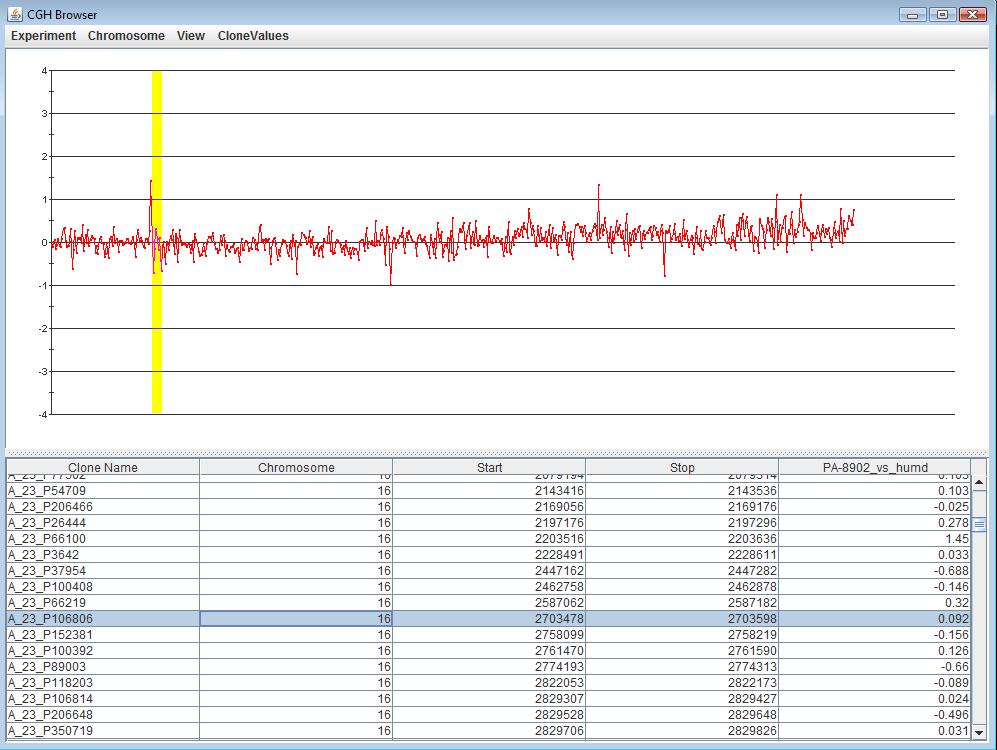 CGH Browser
Experiment Chromosome View CloneValues
4
3
2
1
0
-1
-2
-3
-4
Clone Name Chromosome Start Stop PA-8902_vs_humd
A_23_P54709 16 2143416 2143536 0.103
A_23_P206466 16 2169056 2169176 -0.025
A_23_P26444 16 2197176 2197296 0.278
A_23_P66100 16 2203516 2203636 1.45
A_23_P3642 16 2228491 2228611 0.033
A_23_P37954 16 2447162 2447282 -0.688
A_23_P100408 16 2462758 2462878 -0.146
A_23_P66219 16 2587062 2587182 0.32
A_23_P106806 16 2703478 2703598 0.092
A_23_P152381 16 2758099 2758219 -0.156
A_23_P100392 16 2761470 2761590 0.126
A_23_P89003 16 2774193 2774313 -0.66
A_23_P118203 16 2822053 2822173 -0.089
A_23_P106814 16 2829307 2829427 0.024
A_23_P206648 16 2829528 2829648 -0.496
A_23_P350719 16 2829706 2829826 0.031